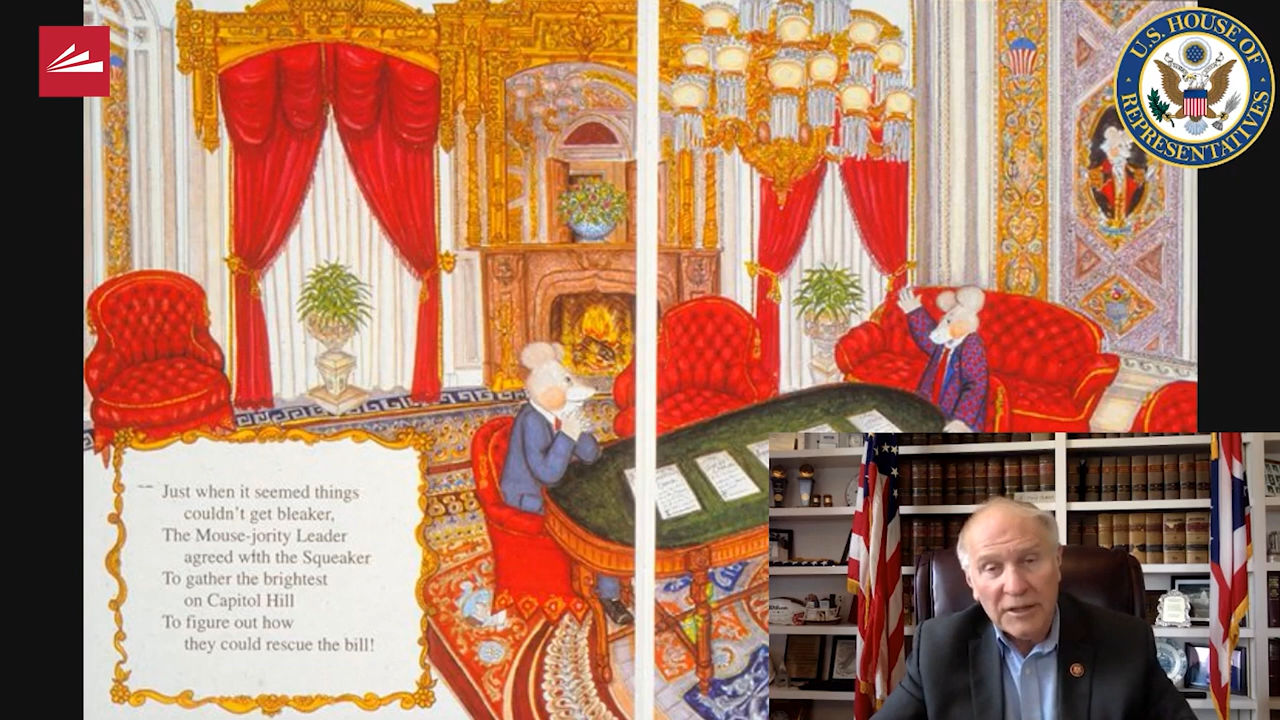 U.S. HOUSE OF
REPRESENTATIVES
Just when it seemed things
couldn't get bleaker,
The Mouse-jority Leader
agreed with the Squeaker
To gather the brightest
on Capitol Hill
To figure out how
they could rescue the bill!